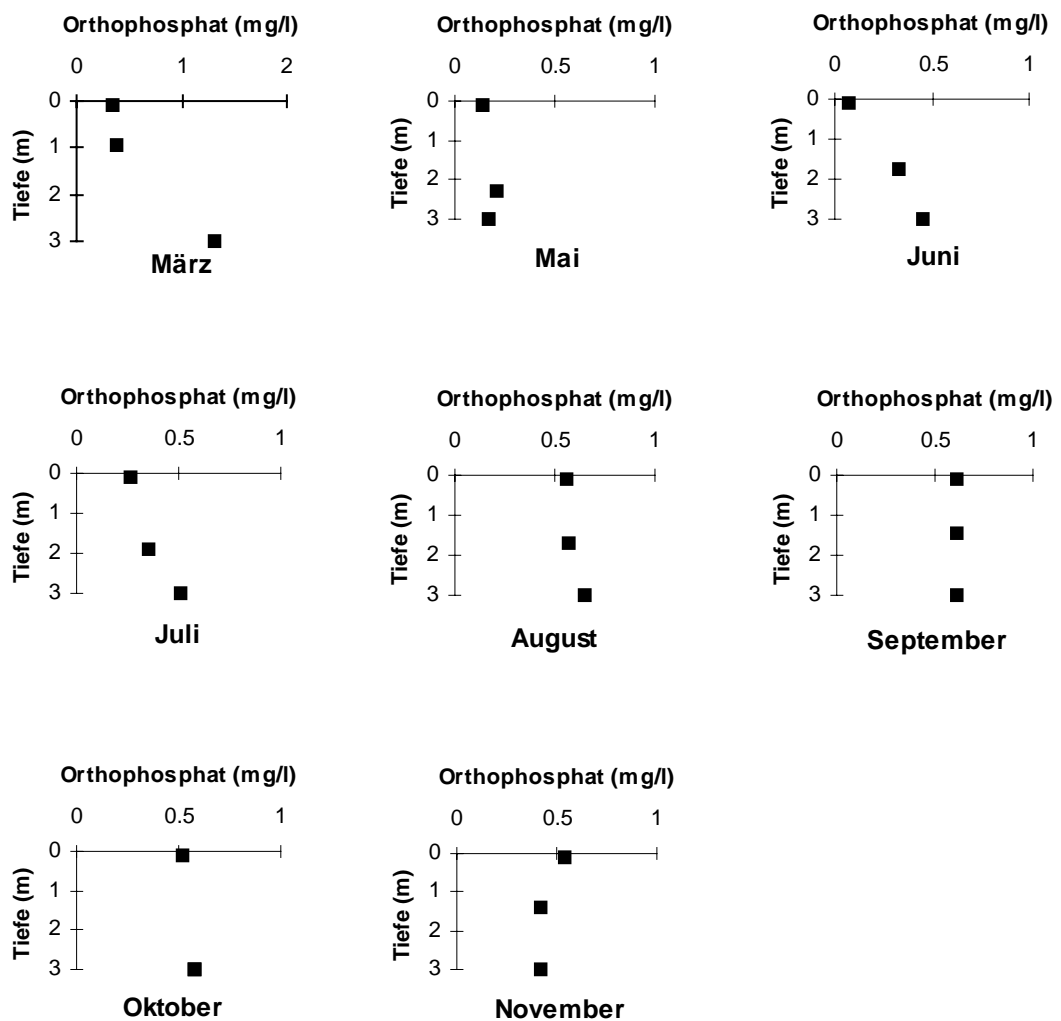 Orthophosphat (mg/l)
0 1 2
0
1
2
3
Tiefe (m)
März
Orthophosphat (mg/l)
0 0.5 1
0
1
2
3
Tiefe (m)
Mai
Orthophosphat (mg/l)
0 0.5 1
0
1
2
3
Tiefe (m)
Juni
Orthophosphat (mg/l)
0 0.5 1
0
1
2
3
Tiefe (m)
Juli
Orthophosphat (mg/l)
0 0.5 1
0
1
2
3
Tiefe (m)
August
Orthophosphat (mg/l)
0 0.5 1
0
1
2
3
Tiefe (m)
September
Orthophosphat (mg/l)
0 0.5 1
0
1
2
3
Tiefe (m)
Oktober
Orthophosphat (mg/l)
0 0.5 1
0
1
2
3
Tiefe (m)
November